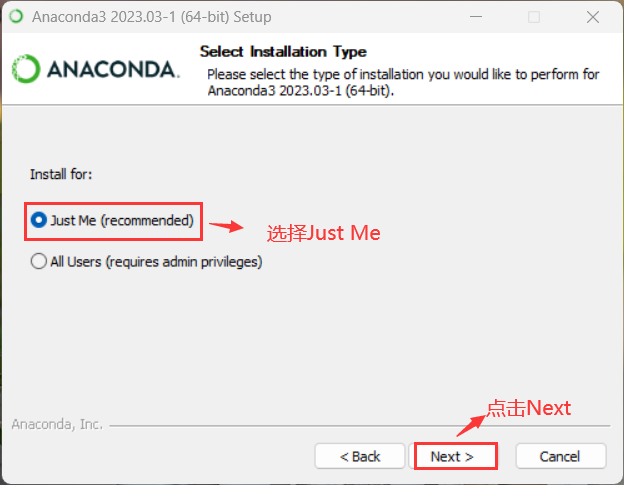 Anaconda3 2023.03-1 (64-bit) Setup
ANACONDA.
Select Installation Type
Please select the type of installation you would like to perform for
Anaconda3 2023.03-1 (64-bit).
Install for:
Just Me (recommended)
选择Just Me
All Users (requires admin privileges)
点击Next
Anaconda, Inc.
< Back
Next >
Cancel